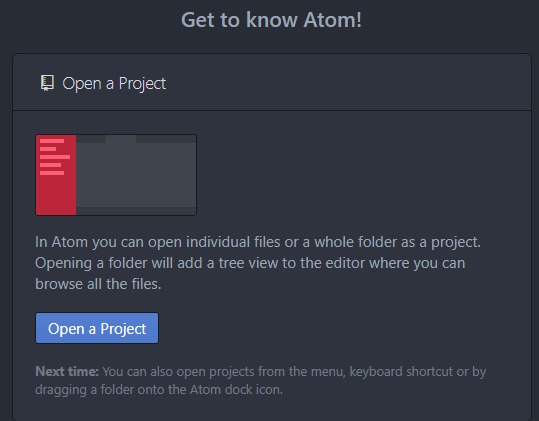 Get to know Atom!
Open a Project
In Atom you can open individual files or a whole folder as a project.
Opening a folder will add a tree view to the editor where you can
browse all the files.
Open a Project
Next time: You can also open projects from the menu, keyboard shortcut or by
dragging a folder onto the Atom dock icon.